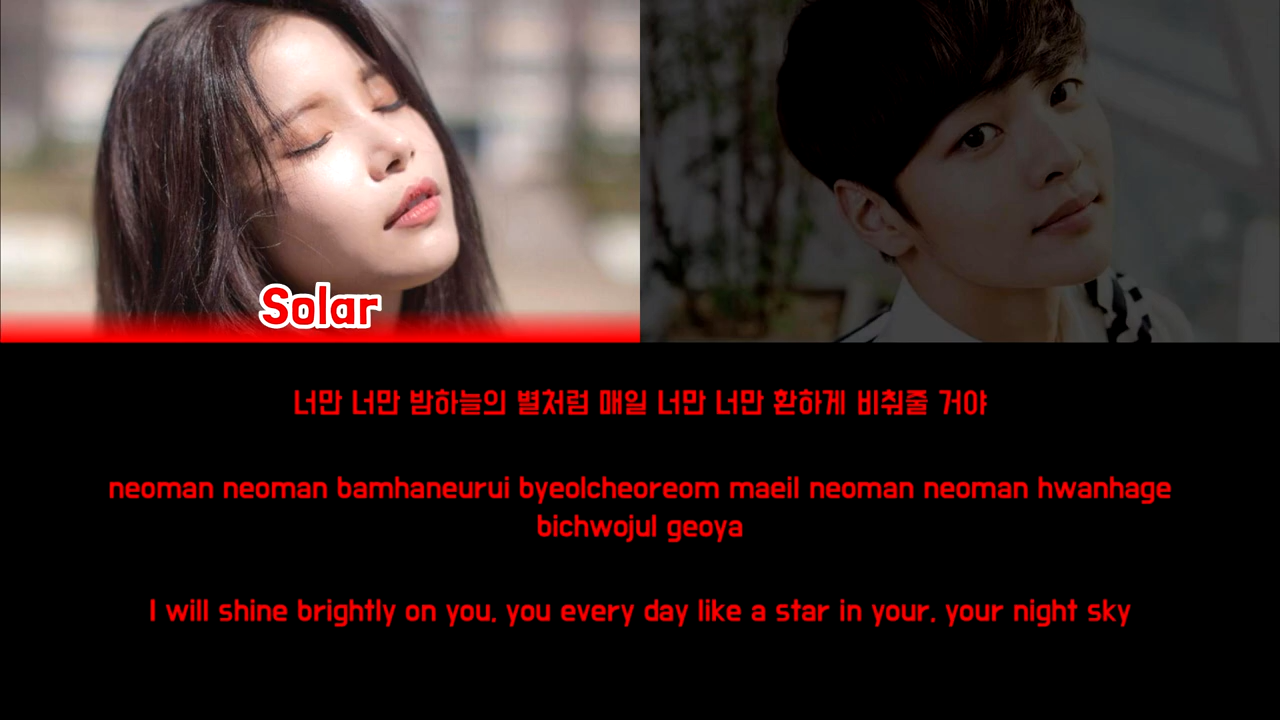 Solar
너만 너만 밤하늘의 별처럼 매일 너만 너만 환하게 비춰줄 거야
neoman neoman bamhaneurui byeolcheoreom maeil neoman neoman hwanhage
bichwojul geoya
I will shine brightly on you, you every day like a star in your, your night sky